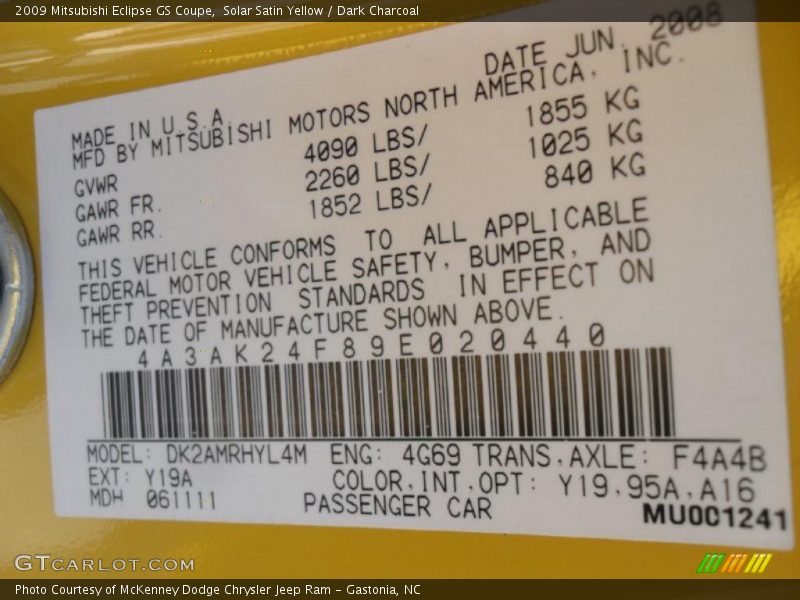 2009 Mitsubishi Eclipse GS Coupe, Solar Satin Yellow / Dark Charcoal
DATE JUN. 2008
MADE IN U.S.A.
MFD BY MITSUBISHI MOTORS NORTH AMERICA, INC.
GVWR 4090 LBS/ 1855 KG
GAWR FR. 2260 LBS/ 1025 KG
GAWR RR. 1852 LBS/ 840 KG
THIS VEHICLE CONFORMS TO ALL APPLICABLE
FEDERAL MOTOR VEHICLE SAFETY, BUMPER, AND
THEFT PREVENTION STANDARDS IN EFFECT ON
THE DATE OF MANUFACTURE SHOWN ABOVE.
4A3AK24F89E020440
MODEL: DK2AMRHYL4M ENG: 4G69 TRANS.AXLE: F4A4B
EXT: Y19A COLOR.INT.OPT: Y19.95A.A16
MDH 061111 PASSENGER CAR
MU001241
GTCARLOT.COM
Photo Courtesy of McKenney Dodge Chrysler Jeep Ram - Gastonia, NC